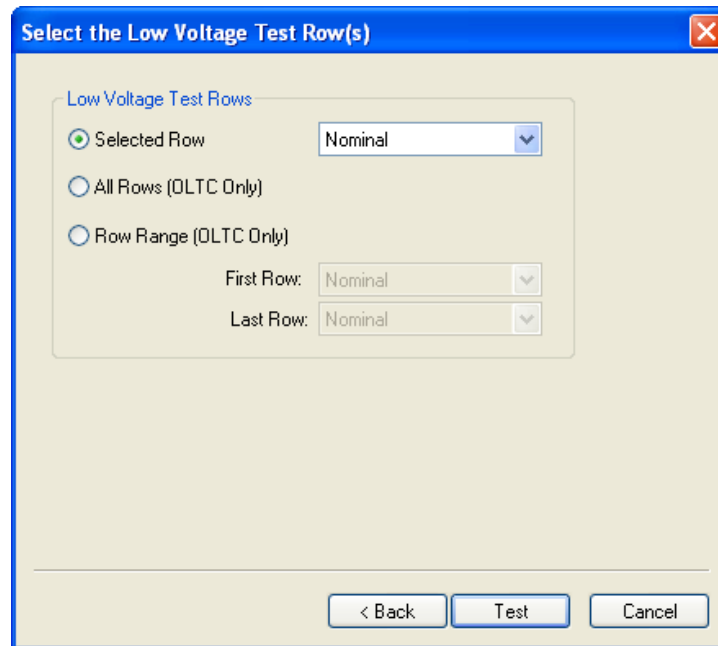 Select the Low Voltage Test Row(s)
Low Voltage Test Rows
Selected Row Nominal
All Rows (OLTC Only)
Row Range (OLTC Only)
First Row: Nominal
Last Row: Nominal
< Back Test Cancel